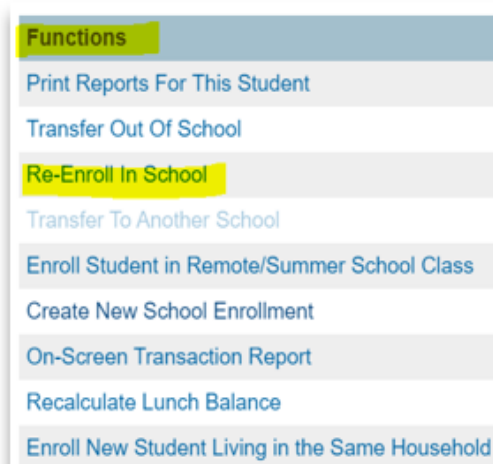 Functions
Print Reports For This Student
Transfer Out Of School
Re-Enroll In School
Transfer To Another School
Enroll Student in Remote/Summer School Class
Create New School Enrollment
On-Screen Transaction Report
Recalculate Lunch Balance
Enroll New Student Living in the Same Household